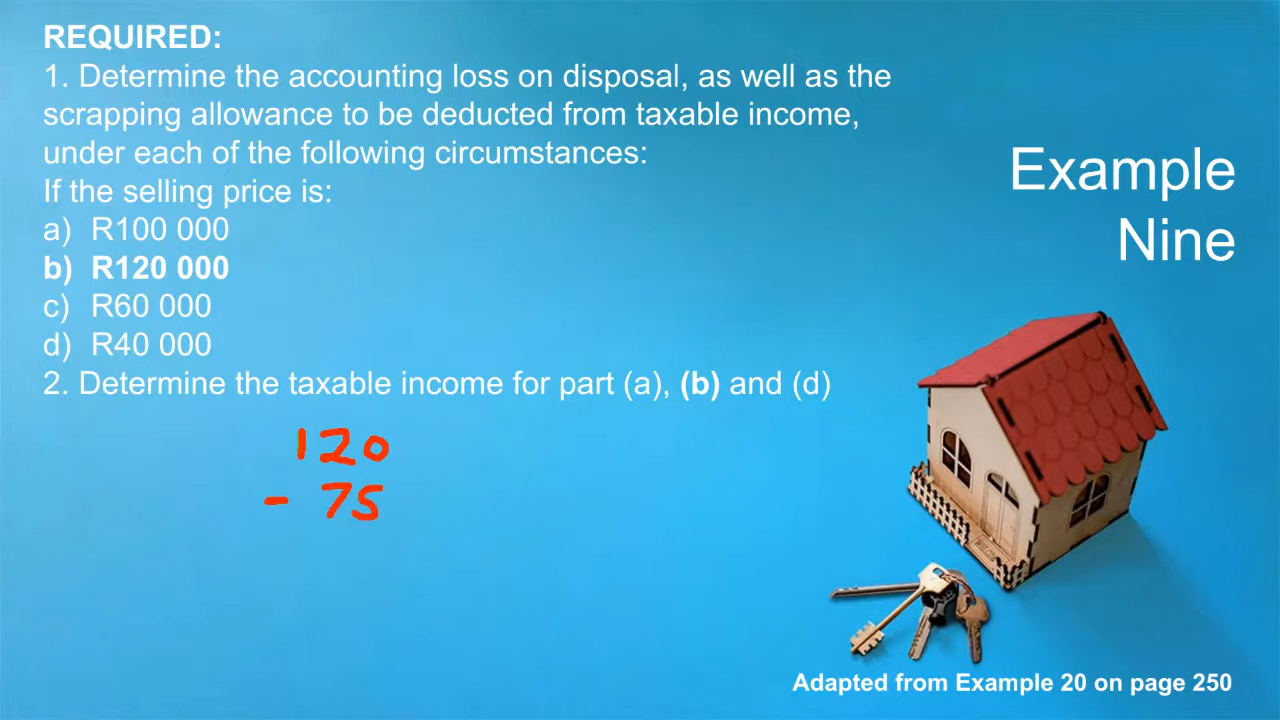 REQUIRED:
1. Determine the accounting loss on disposal, as well as the
scrapping allowance to be deducted from taxable income,
under each of the following circumstances:
If the selling price is:
a) R100 000
b) R120 000
c) R60 000
d) R40 000
2. Determine the taxable income for part (a), (b) and (d)
120
- 75
Example
Nine
Adapted from Example 20 on page 250